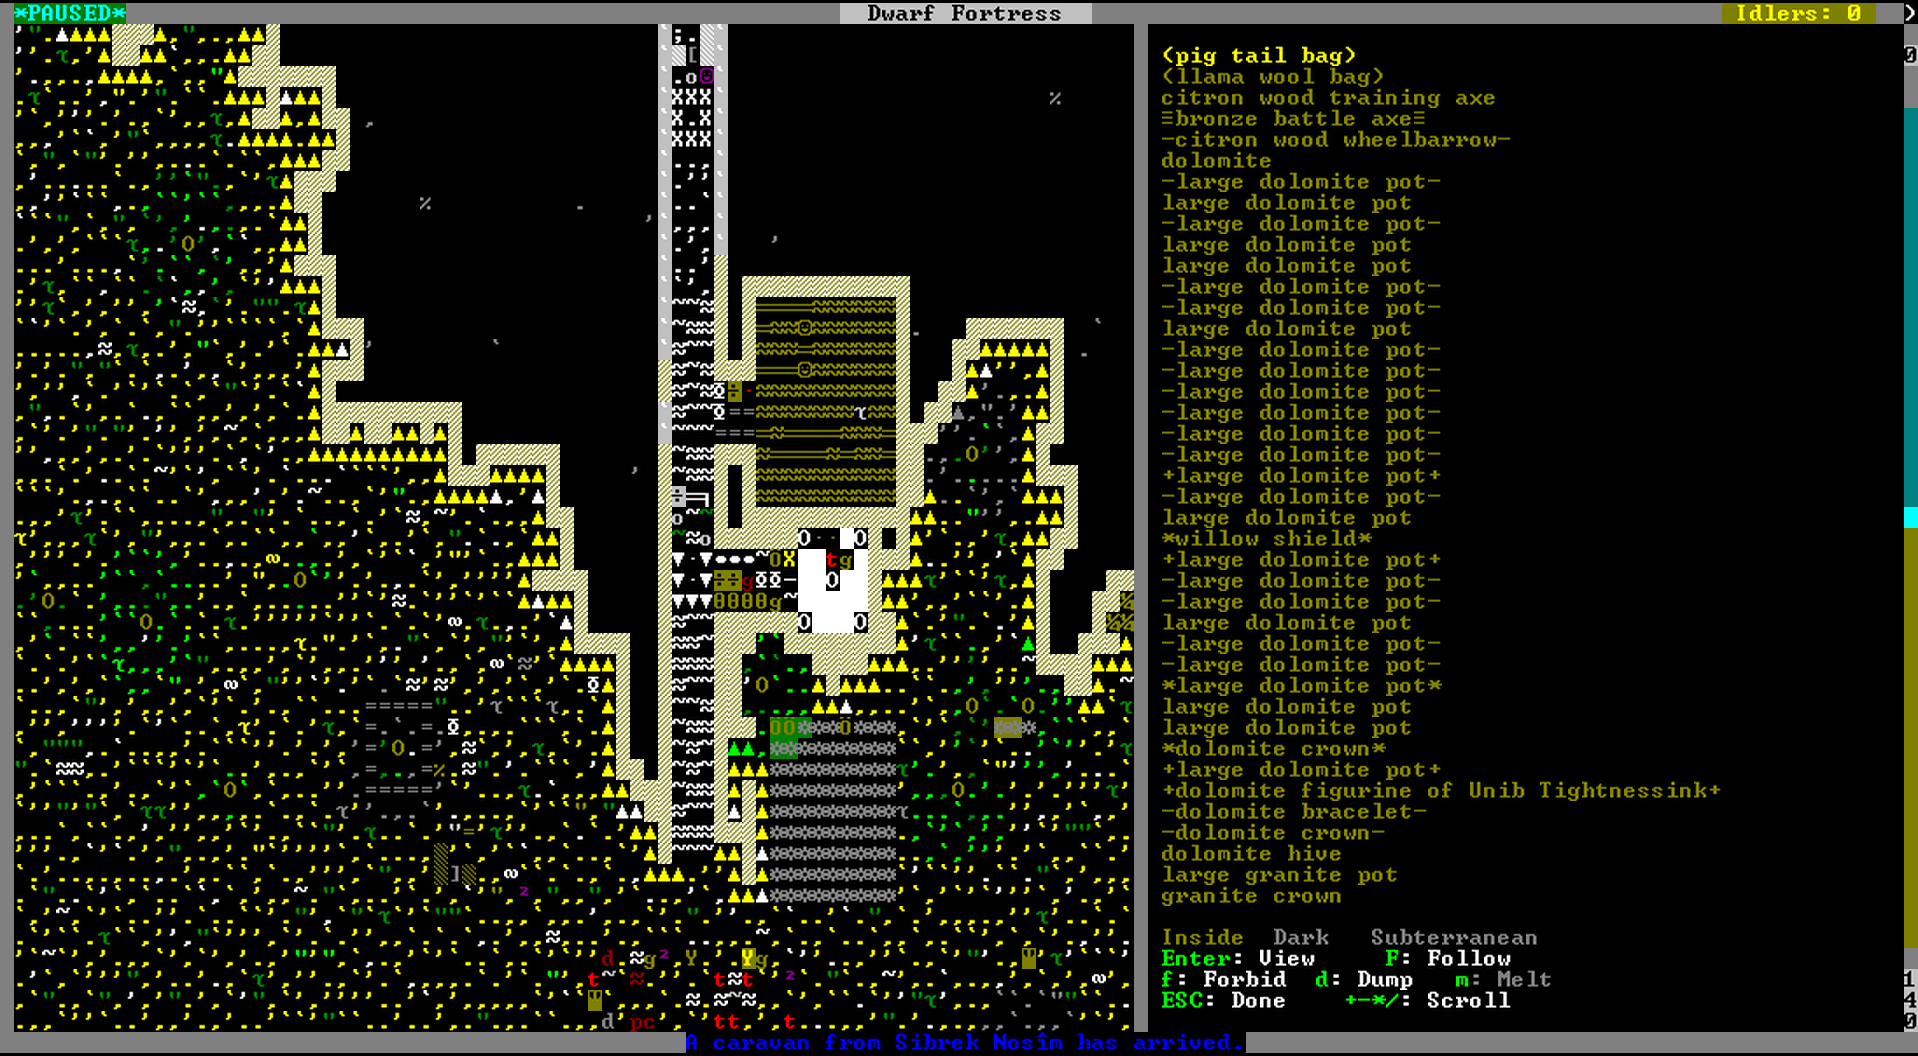 *PAUSED*
Dwarf Fortress
Idlers: 0
(pig tail bag)
(llama wool bag)
citron wood training axe
≡bronze battle axe≡
-citron wood wheelbarrow-
dolomite
-large dolomite pot-
large dolomite pot
-large dolomite pot-
large dolomite pot
large dolomite pot
-large dolomite pot-
-large dolomite pot-
large dolomite pot
-large dolomite pot-
-large dolomite pot-
-large dolomite pot-
-large dolomite pot-
-large dolomite pot-
-large dolomite pot-
+large dolomite pot+
-large dolomite pot-
large dolomite pot
*willow shield*
+large dolomite pot+
-large dolomite pot-
-large dolomite pot-
large dolomite pot
-large dolomite pot-
-large dolomite pot-
*large dolomite pot*
large dolomite pot
large dolomite pot
*dolomite crown*
+large dolomite pot+
+dolomite figurine of Unib Tightnessink+
-dolomite bracelet-
-dolomite crown-
dolomite hive
large granite pot
granite crown
Inside Dark Subterranean
Enter: View F: Follow
f: Forbid d: Dump m: Melt
ESC: Done +-*/: Scroll
A caravan from Sibrek Nosîm has arrived.